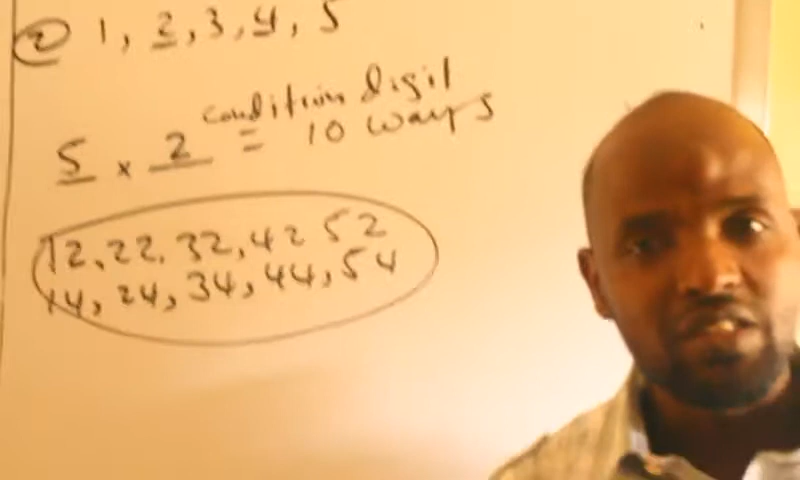 ② 1, 2, 3, 4, 5
condition digit
5 x 2 = 10 ways
12, 22, 32, 42 52
14, 24, 34, 44, 54